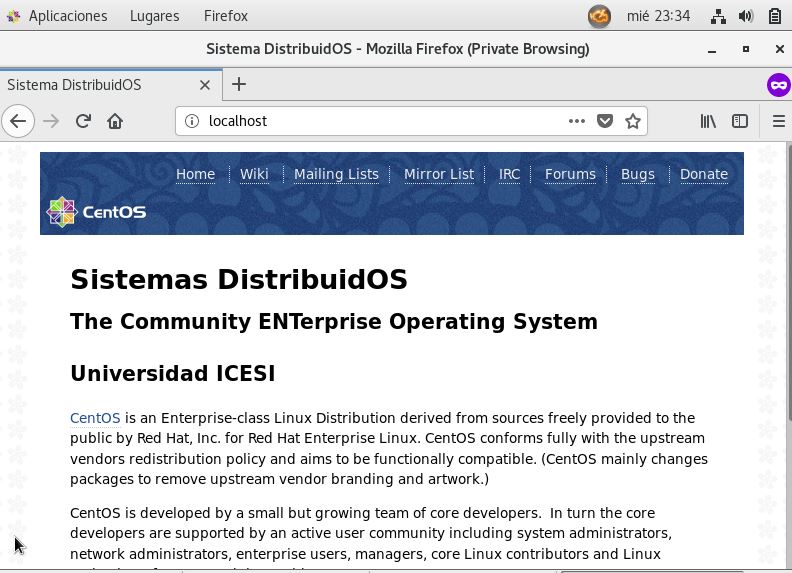 Aplicaciones Lugares Firefox mié 23:34
Sistema DistribuidOS - Mozilla Firefox (Private Browsing)
Sistema DistribuidOS
localhost
Home Wiki Mailing Lists Mirror List IRC Forums Bugs Donate
CentOS
Sistemas DistribuidOS
The Community ENTerprise Operating System
Universidad ICESI
CentOS is an Enterprise-class Linux Distribution derived from sources freely provided to the
public by Red Hat, Inc. for Red Hat Enterprise Linux. CentOS conforms fully with the upstream
vendors redistribution policy and aims to be functionally compatible. (CentOS mainly changes
packages to remove upstream vendor branding and artwork.)
CentOS is developed by a small but growing team of core developers.  In turn the core
developers are supported by an active user community including system administrators,
network administrators, enterprise users, managers, core Linux contributors and Linux